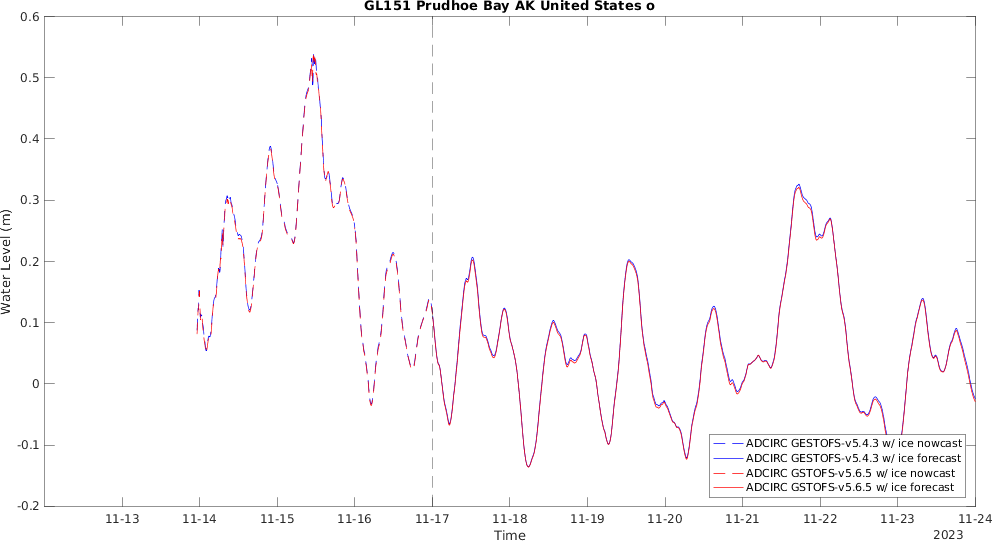 GL151 Prudhoe Bay AK United States o
0.6
0.5
0.4
0.3
0.2
0.1
0
-0.1
-0.2
Water Level (m)
ADCIRC GESTOFS-v5.4.3 w/ ice nowcast
ADCIRC GESTOFS-v5.4.3 w/ ice forecast
ADCIRC GSTOFS-v5.6.5 w/ ice nowcast
ADCIRC GSTOFS-v5.6.5 w/ ice forecast
11-13 11-14 11-15 11-16 11-17 11-18 11-19 11-20 11-21 11-22 11-23 11-24
Time
2023